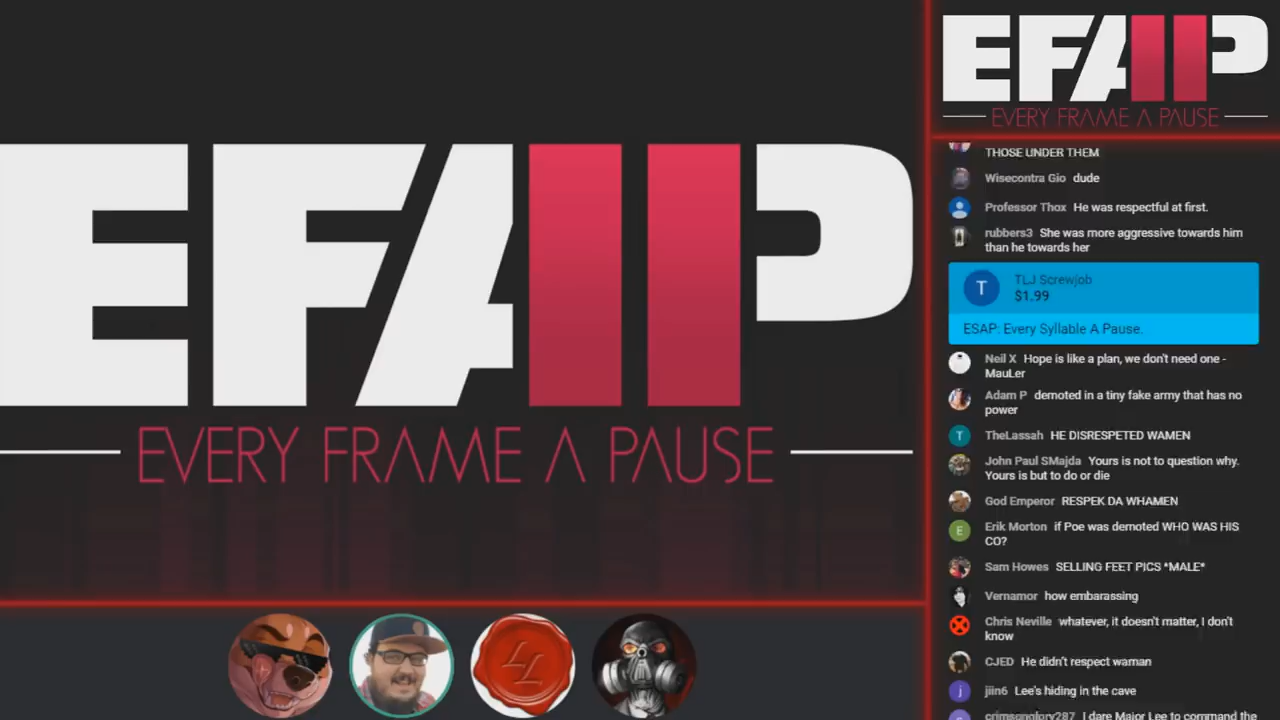 EFAP
EVERY FRAME A PAUSE
EFAP
EVERY FRAME A PAUSE
THOSE UNDER THEM
Wisecontra Gio dude
Professor Thox He was respectful at first.
rubbers3 She was more aggressive towards him
than he towards her
T
TLJ Screwjob
$1.99
ESAP: Every Syllable A Pause.
Neil X Hope is like a plan, we don't need one -
MauLer
Adam P demoted in a tiny fake army that has no
power
T
TheLassah HE DISRESPETED WAMEN
John Paul SMajda Yours is not to question why.
Yours is but to do or die
God Emperor RESPEK DA WHAMEN
E
Erik Morton if Poe was demoted WHO WAS HIS
CO?
Sam Howes SELLING FEET PICS *MALE*
Vernamor how embarassing
Chris Neville whatever, it doesn't matter, I don't
know
CJED He didn't respect waman
j
jiin6 Lee's hiding in the cave
crimsonglory287 I dare Major Lee to command the
LL